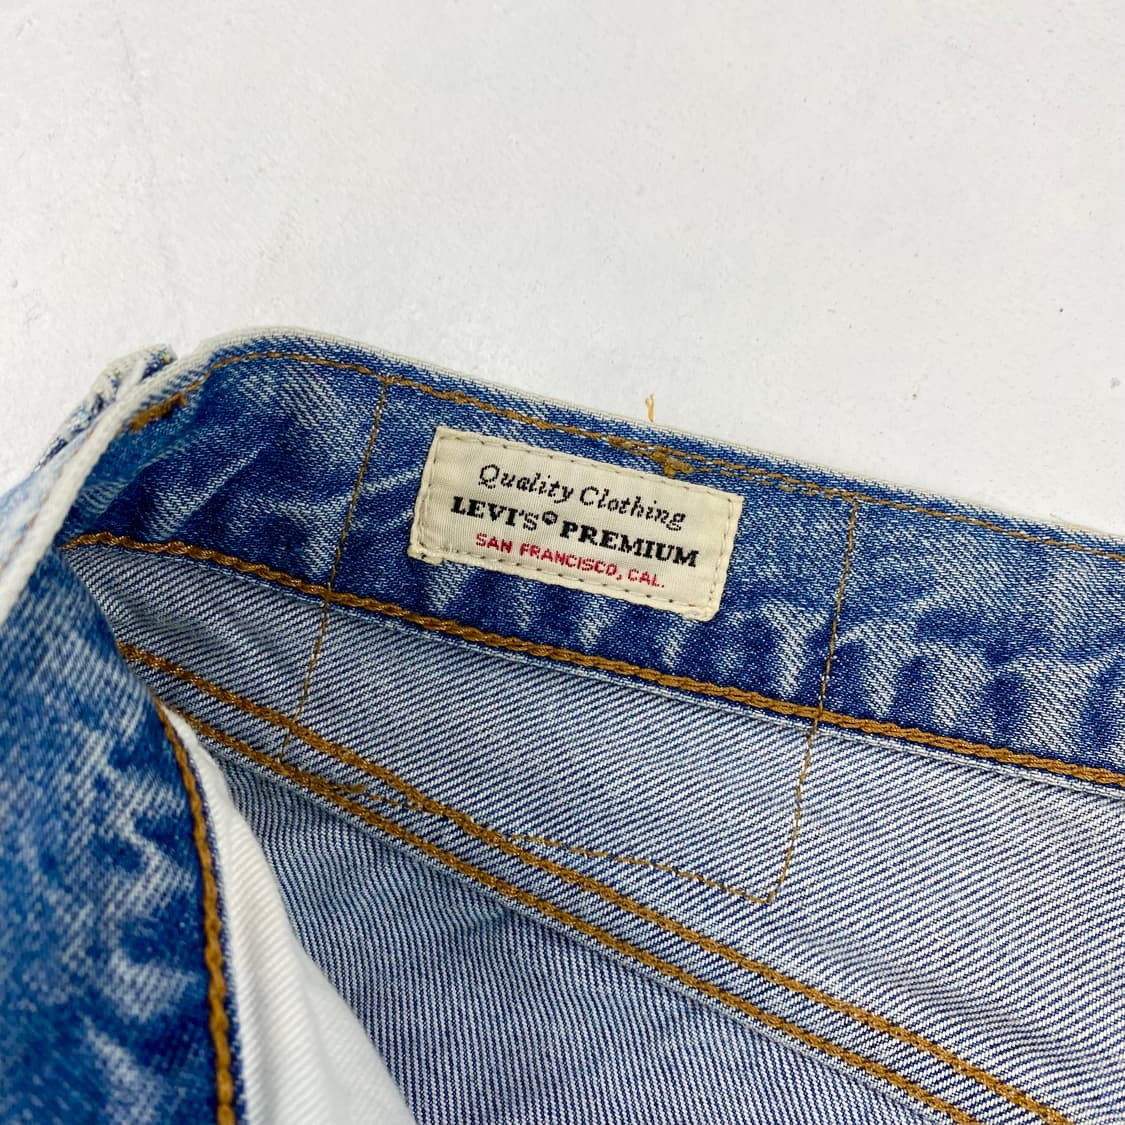 Quality Clothing
LEVI'S® PREMIUM
SAN FRANCISCO, CAL.